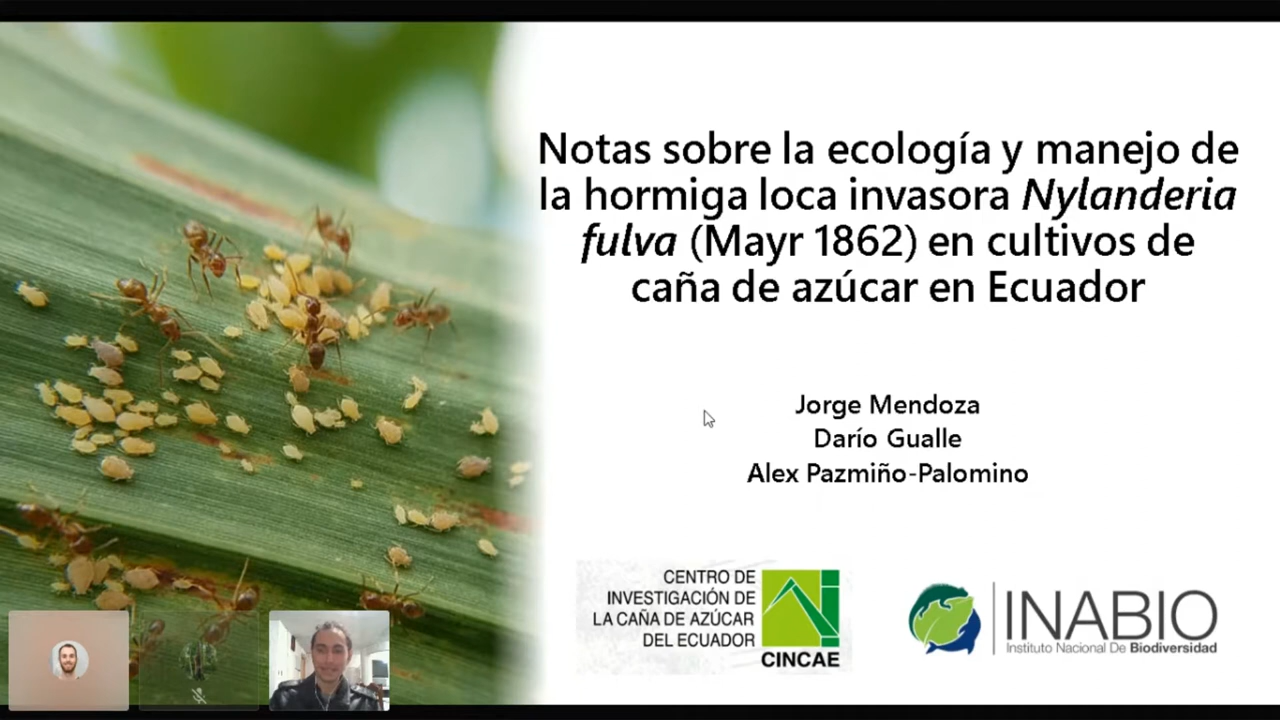 Notas sobre la ecología y manejo de
la hormiga loca invasora Nylanderia
fulva (Mayr 1862) en cultivos de
caña de azúcar en Ecuador
Jorge Mendoza
Darío Gualle
Alex Pazmiño-Palomino
CENTRO DE
INVESTIGACIÓN DE
LA CAÑA DE AZÚCAR
DEL ECUADOR
CINCAE
INABIO
Instituto Nacional De Biodiversidad